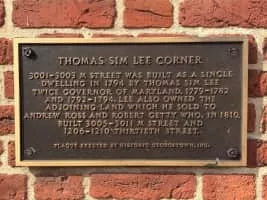 THOMAS SIM LEE CORNER
3001-3003 M STREET WAS BUILT AS A SINGLE
DWELLING IN 1794 BY THOMAS SIM LEE
TWICE GOVERNOR OF MARYLAND, 1779-1782
AND 1792-1794. LEE ALSO OWNED THE
ADJOINING LAND WHICH HE SOLD TO
ANDREW ROSS AND ROBERT GETTY WHO, IN 1810,
BUILT 3005-3011 M STREET AND
1206-1210 THIRTIETH STREET.
PLAQUE ERECTED BY HISTORIC GEORGETOWN, INC.